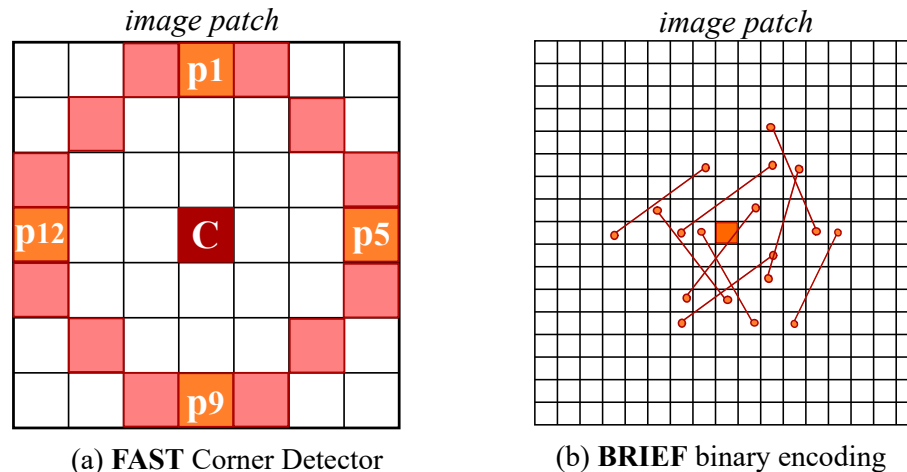 image patch
p1
p12
C
p5
p9
(a) FAST Corner Detector
image patch
(b) BRIEF binary encoding